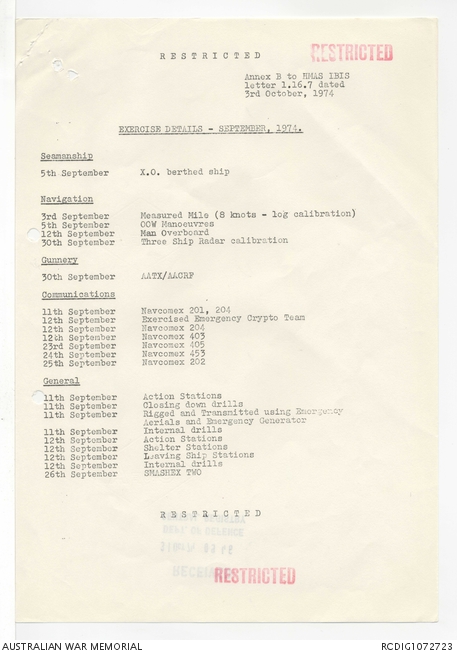 R E S T R I C T E D
RESTRICTED
Annex B to HMAS IBIS
letter 1.16.7 dated
3rd October, 1974
EXERCISE DETAILS - SEPTEMBER, 1974.
Seamanship
5th September X.O. berthed ship
Navigation
3rd September Measured Mile (8 knots - log calibration)
5th September OOW Manoeuvres
12th September Man Overboard
30th September Three Ship Radar calibration
Gunnery
30th September AATX/AACRF
Communications
11th September Navcomex 201, 204
12th September Exercised Emergency Crypto Team
12th September Navcomex 204
12th September Navcomex 403
23rd September Navcomex 405
24th September Navcomex 453
25th September Navcomex 202
General
11th September Action Stations
11th September Closing down drills
11th September Rigged and Transmitted using Emergency
Aerials and Emergency Generator
11th September Internal drills
12th September Action Stations
12th September Shelter Stations
12th September Leaving Ship Stations
12th September Internal drills
26th September SMASHEX TWO
R E S T R I C T E D
DEPT. OF DEFENCE
RECEIVED
RESTRICTED
AUSTRALIAN WAR MEMORIAL
RCDIG1072723